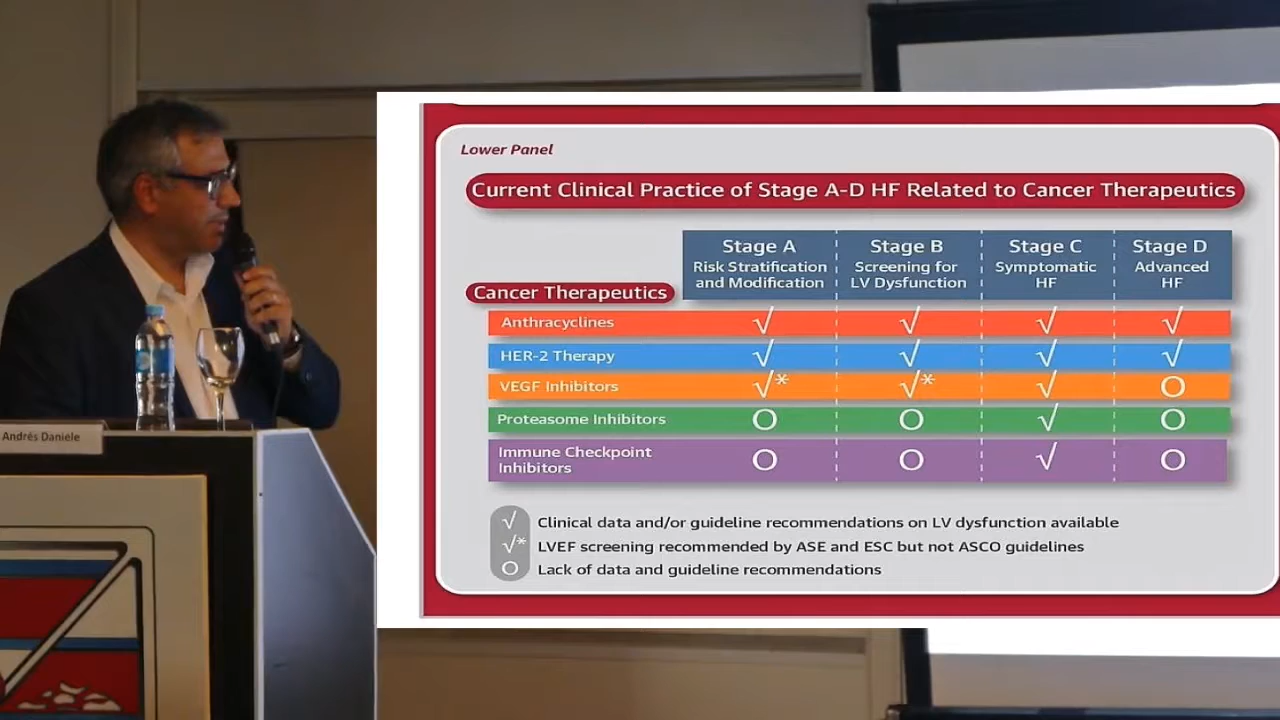 Lower Panel
Current Clinical Practice of Stage A-D HF Related to Cancer Therapeutics
Stage A Stage B Stage C Stage D
Risk Stratification Screening for Symptomatic Advanced
and Modification LV Dysfunction HF HF
Cancer Therapeutics
Anthracyclines √ √ √ √
HER-2 Therapy √ √ √ √
VEGF Inhibitors √* √* √ O
Proteasome Inhibitors O O √ O
Immune Checkpoint
Inhibitors O O √ O
√ Clinical data and/or guideline recommendations on LV dysfunction available
√* LVEF screening recommended by ASE and ESC but not ASCO guidelines
O Lack of data and guideline recommendations
Andrés Daniele